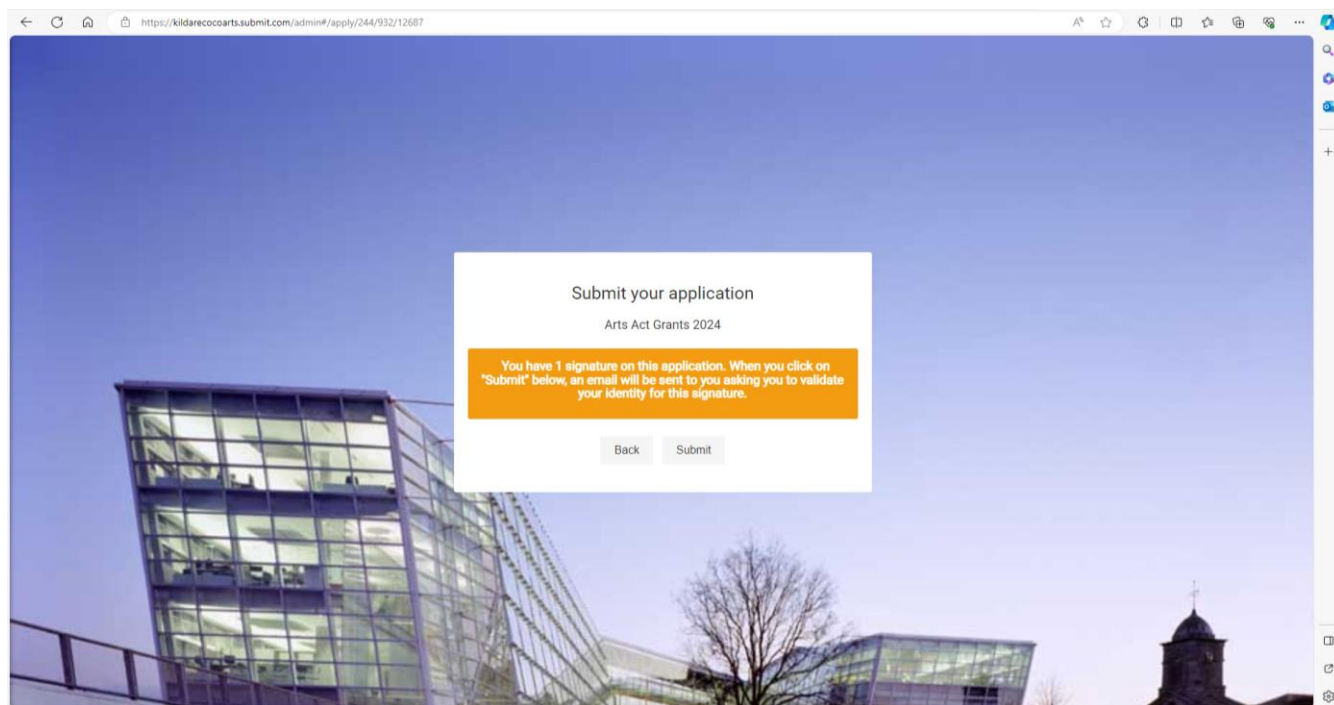 https://kildarecocoarts.submit.com/admin#/apply/244/932/12687
Submit your application
Arts Act Grants 2024
You have 1 signature on this application. When you click on
"Submit" below, an email will be sent to you asking you to validate
your identity for this signature.
Back
Submit